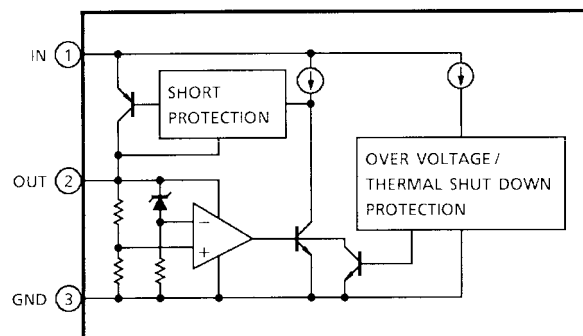 IN 1
SHORT
PROTECTION
OVER VOLTAGE /
THERMAL SHUT DOWN
PROTECTION
OUT 2
−
+
GND 3